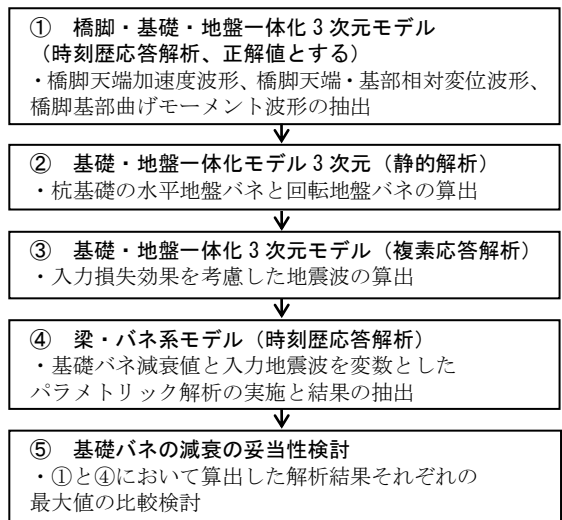 ① 橋脚・基礎・地盤一体化3次元モデル
（時刻歴応答解析、正解値とする）
・橋脚天端加速度波形、橋脚天端・基部相対変位波形、
橋脚基部曲げモーメント波形の抽出
② 基礎・地盤一体化モデル3次元（静的解析）
・杭基礎の水平地盤バネと回転地盤バネの算出
③ 基礎・地盤一体化3次元モデル（複素応答解析）
・入力損失効果を考慮した地震波の算出
④ 梁・バネ系モデル（時刻歴応答解析）
・基礎バネ減衰値と入力地震波を変数とした
パラメトリック解析の実施と結果の抽出
⑤ 基礎バネの減衰の妥当性検討
・①と④において算出した解析結果それぞれの
最大値の比較検討